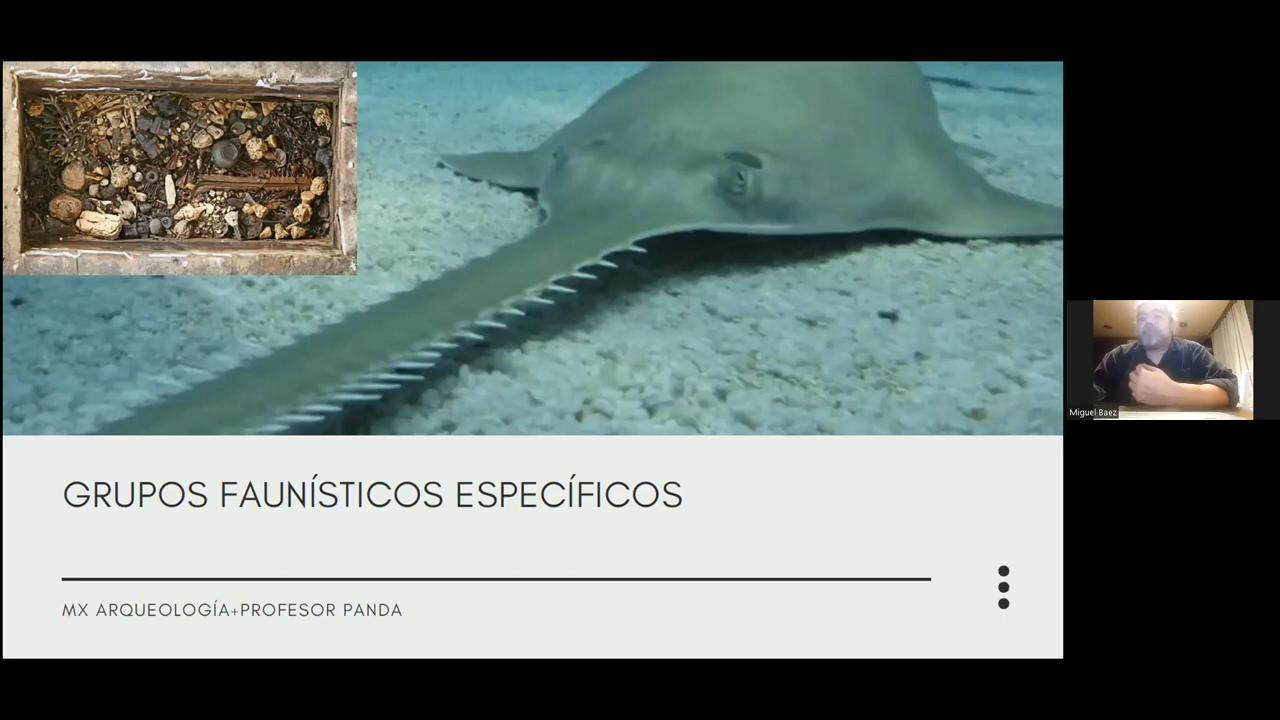 GRUPOS FAUNÍSTICOS ESPECÍFICOS
MX ARQUEOLOGÍA+PROFESOR PANDA
Miguel Baez